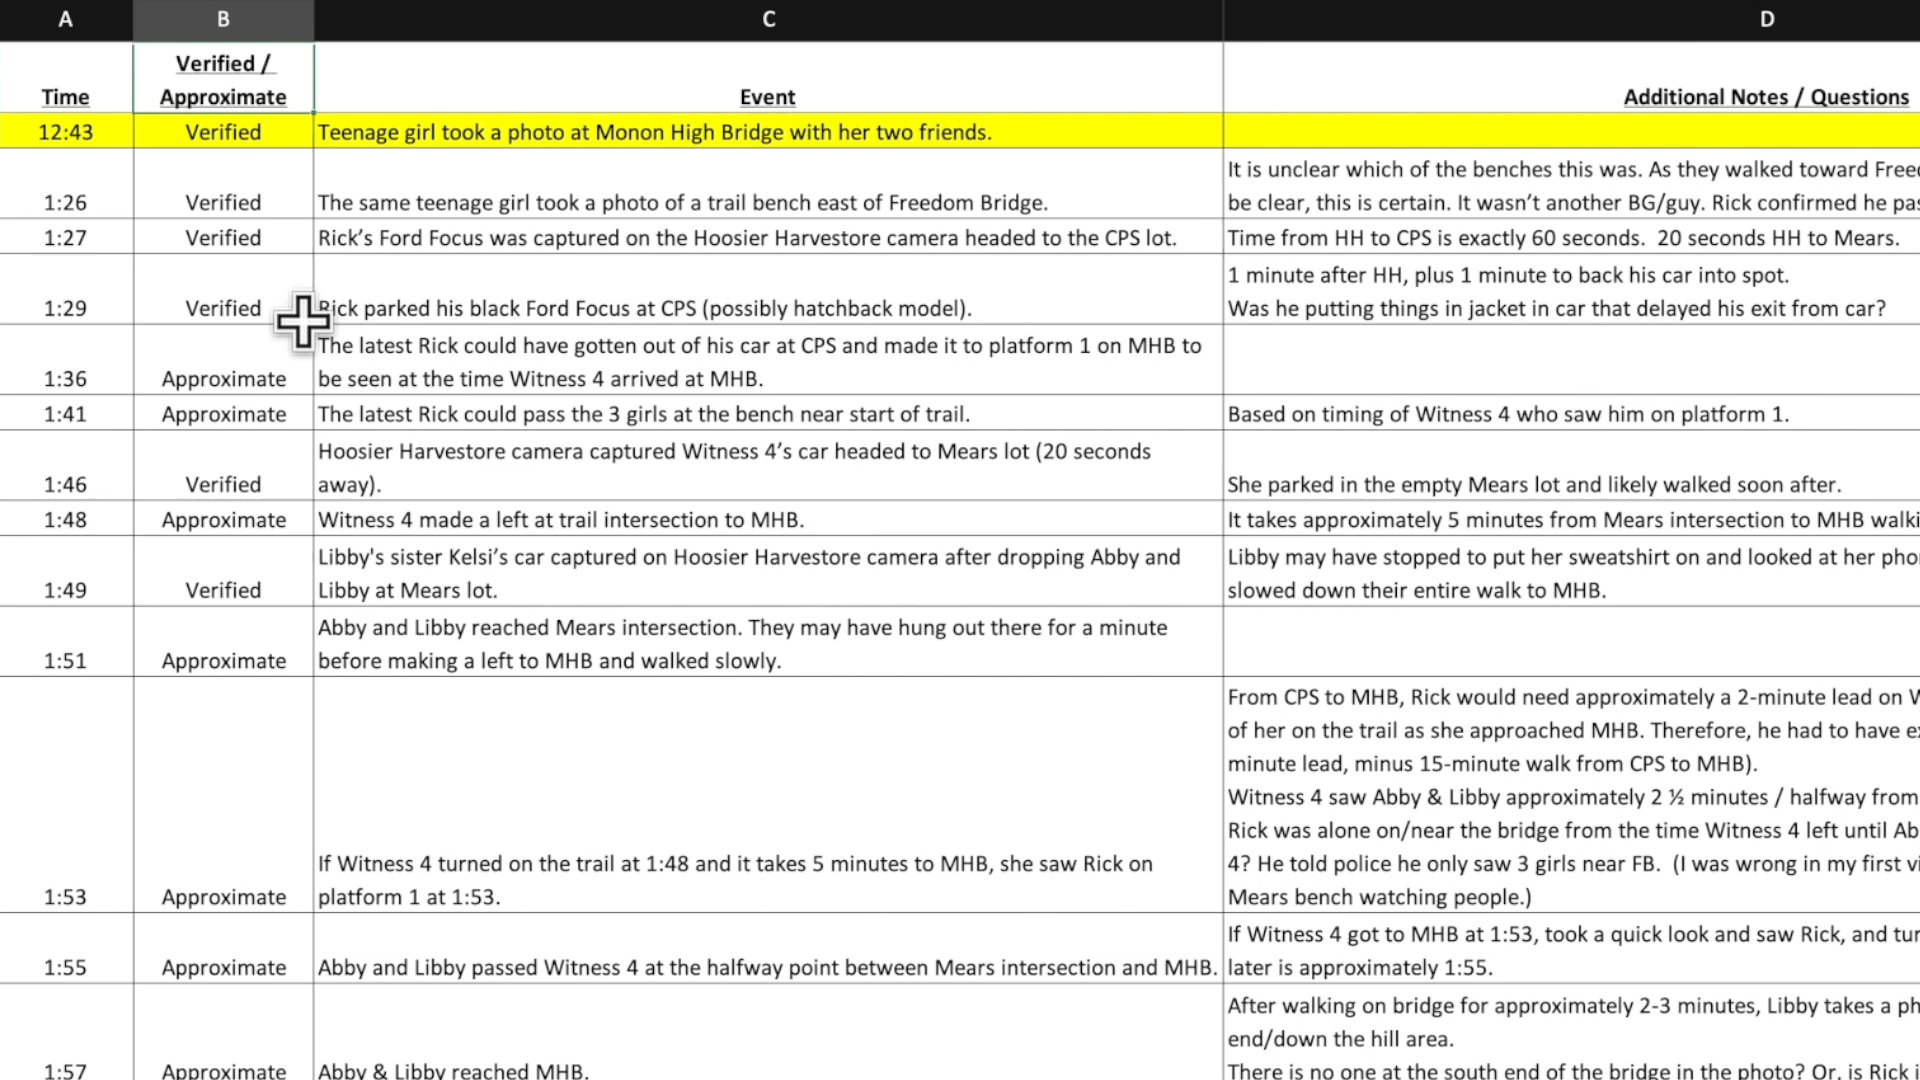 A B C D
Verified /
Time Approximate Event Additional Notes / Questions
12:43 Verified Teenage girl took a photo at Monon High Bridge with her two friends.
It is unclear which of the benches this was. As they walked toward
1:26 Verified The same teenage girl took a photo of a trail bench east of Freedom Bridge. be clear, this is certain. It wasn’t another BG/guy. Rick confirmed he
1:27 Verified Rick’s Ford Focus was captured on the Hoosier Harvestore camera headed to the CPS lot. Time from HH to CPS is exactly 60 seconds. 20 seconds HH to Mears.
1 minute after HH, plus 1 minute to back his car into spot.
1:29 Verified Rick parked his black Ford Focus at CPS (possibly hatchback model). Was he putting things in jacket in car that delayed his exit from car?
The latest Rick could have gotten out of his car at CPS and made it to platform 1 on MHB to
1:36 Approximate be seen at the time Witness 4 arrived at MHB.
1:41 Approximate The latest Rick could pass the 3 girls at the bench near start of trail. Based on timing of Witness 4 who saw him on platform 1.
Hoosier Harvestore camera captured Witness 4’s car headed to Mears lot (20 seconds
1:46 Verified away). She parked in the empty Mears lot and likely walked soon after.
1:48 Approximate Witness 4 made a left at trail intersection to MHB. It takes approximately 5 minutes from Mears intersection to MHB
Libby's sister Kelsi’s car captured on Hoosier Harvestore camera after dropping Abby and Libby may have stopped to put her sweatshirt on and looked at her
1:49 Verified Libby at Mears lot. slowed down their entire walk to MHB.
Abby and Libby reached Mears intersection. They may have hung out there for a minute
1:51 Approximate before making a left to MHB and walked slowly.
From CPS to MHB, Rick would need approximately a 2-minute lead on
of her on the trail as she approached MHB. Therefore, he had to have
minute lead, minus 15-minute walk from CPS to MHB).
Witness 4 saw Abby & Libby approximately 2 ½ minutes / halfway from
Rick was alone on/near the bridge from the time Witness 4 left until
If Witness 4 turned on the trail at 1:48 and it takes 5 minutes to MHB, she saw Rick on 4? He told police he only saw 3 girls near FB. (I was wrong in my first
1:53 Approximate platform 1 at 1:53. Mears bench watching people.)
If Witness 4 got to MHB at 1:53, took a quick look and saw Rick, and
1:55 Approximate Abby and Libby passed Witness 4 at the halfway point between Mears intersection and MHB. later is approximately 1:55.
After walking on bridge for approximately 2-3 minutes, Libby takes a
end/down the hill area.
1:57 Approximate Abby & Libby reached MHB. There is no one at the south end of the bridge in the photo? Or, is Rick